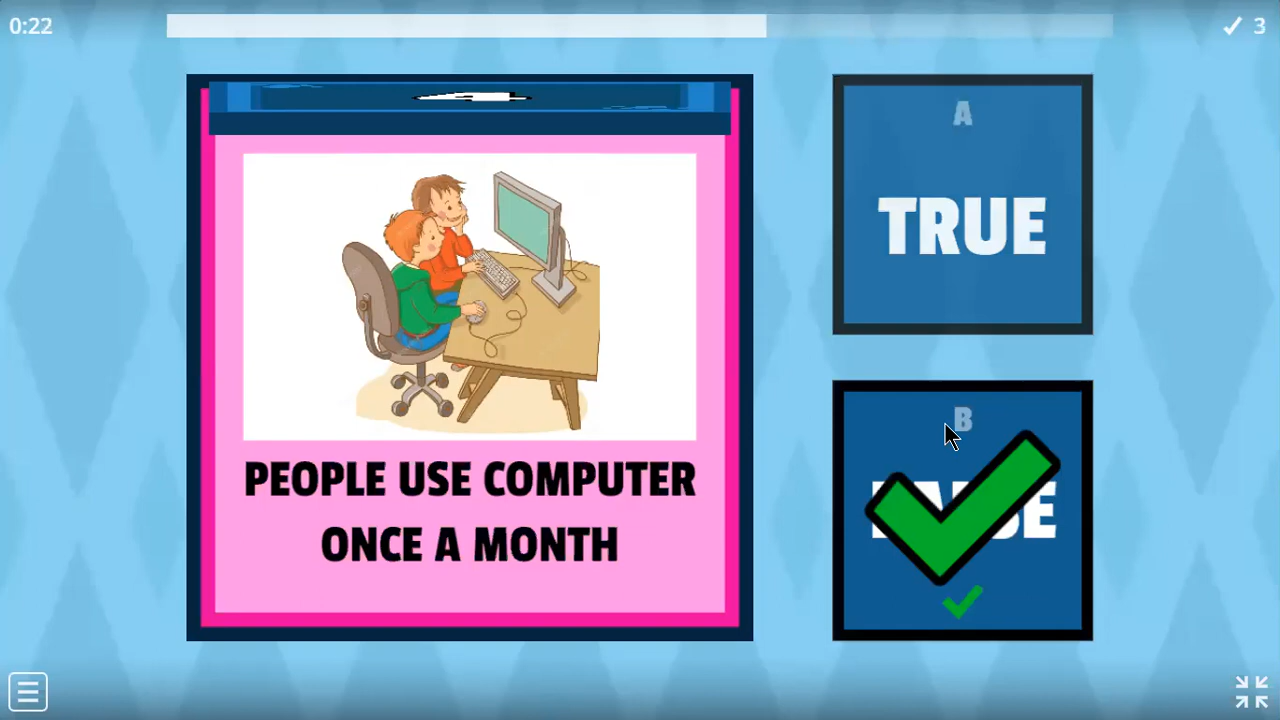 0:22
3
PEOPLE USE COMPUTER
ONCE A MONTH
A
TRUE
B